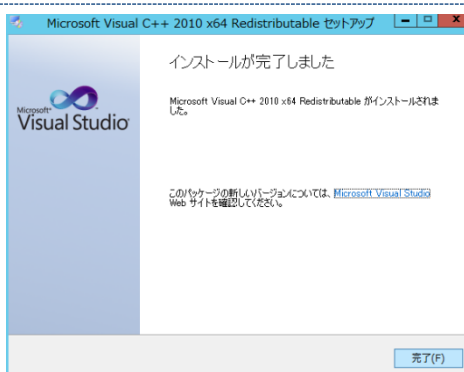 Microsoft Visual C++ 2010 x64 Redistributable セットアップ
インストールが完了しました
Microsoft Visual C++ 2010 x64 Redistributable がインストールされま
した。
Microsoft®
Visual Studio
このパッケージの新しいバージョンについては、Microsoft Visual Studio
Web サイトを確認してください。
完了(F)